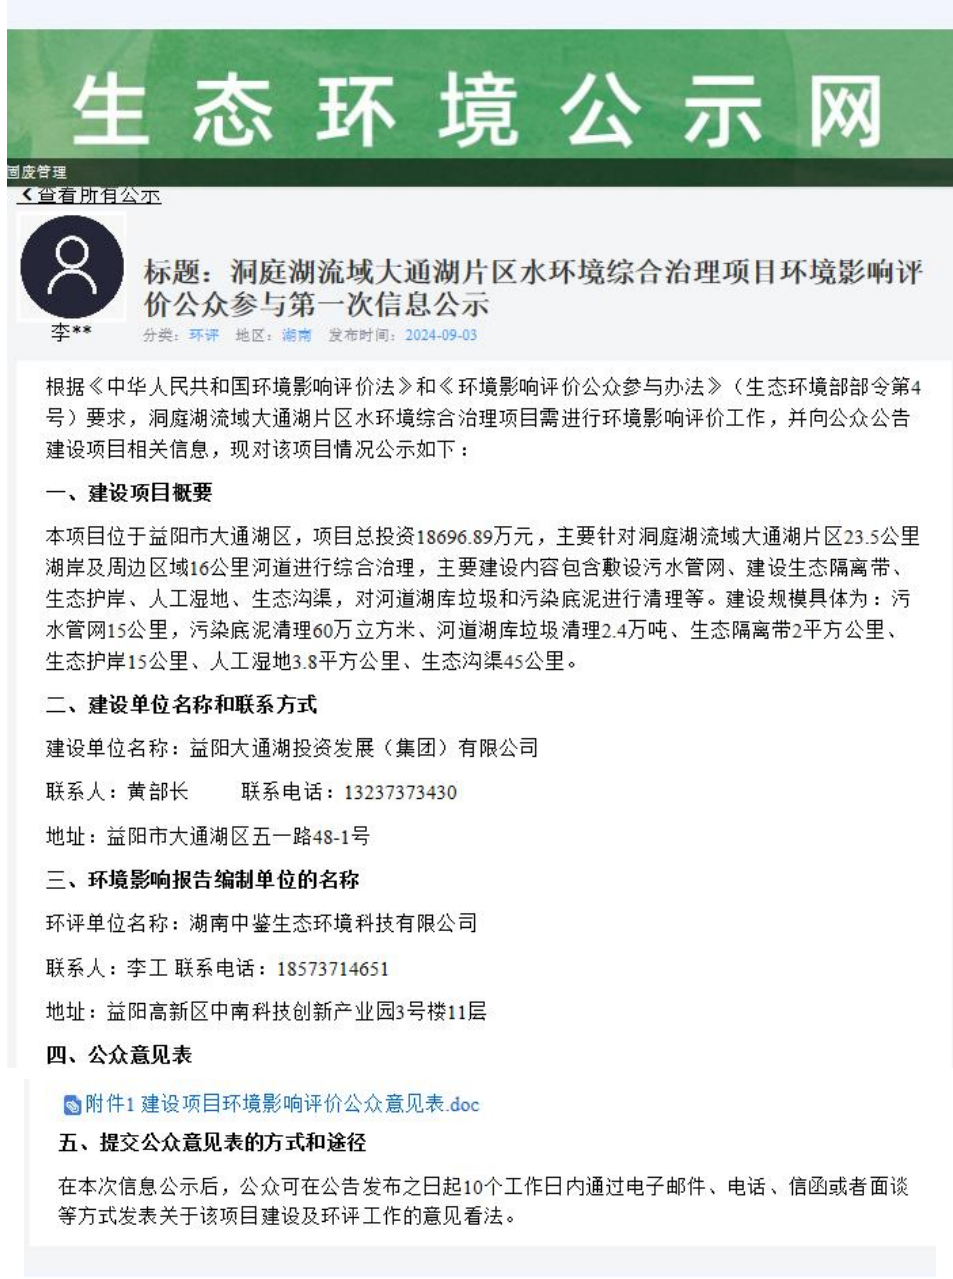 生态环境公示网
固废管理
查看所有公示
标题：洞庭湖流域大通湖片区水环境综合治理项目环境影响评
价公众参与第一次信息公示
李**
分类：环评 地区：湖南 发布时间：2024-09-03
根据《中华人民共和国环境影响评价法》和《环境影响评价公众参与办法》（生态环境部部令第4
号）要求，洞庭湖流域大通湖片区水环境综合治理项目需进行环境影响评价工作，并向公众公告
建设项目相关信息，现对该项目情况公示如下：
一、建设项目概要
本项目位于益阳市大通湖区，项目总投资18696.89万元，主要针对洞庭湖流域大通湖片区23.5公里
湖岸及周边区域16公里河道进行综合治理，主要建设内容包含敷设污水管网、建设生态隔离带、
生态护岸、人工湿地、生态沟渠，对河道湖库垃圾和污染底泥进行清理等。建设规模具体为：污
水管网15公里，污染底泥清理60万立方米、河道湖库垃圾清理2.4万吨、生态隔离带2平方公里、
生态护岸15公里、人工湿地3.8平方公里、生态沟渠45公里。
二、建设单位名称和联系方式
建设单位名称：益阳大通湖投资发展（集团）有限公司
联系人：黄部长 联系电话：13237373430
地址：益阳市大通湖区五一路48-1号
三、环境影响报告编制单位的名称
环评单位名称：湖南中鉴生态环境科技有限公司
联系人：李工 联系电话：18573714651
地址：益阳高新区中南科技创新产业园3号楼11层
四、公众意见表
附件1 建设项目环境影响评价公众意见表.doc
五、提交公众意见表的方式和途径
在本次信息公示后，公众可在公告发布之日起10个工作日内通过电子邮件、电话、信函或者面谈
等方式发表关于该项目建设及环评工作的意见看法。